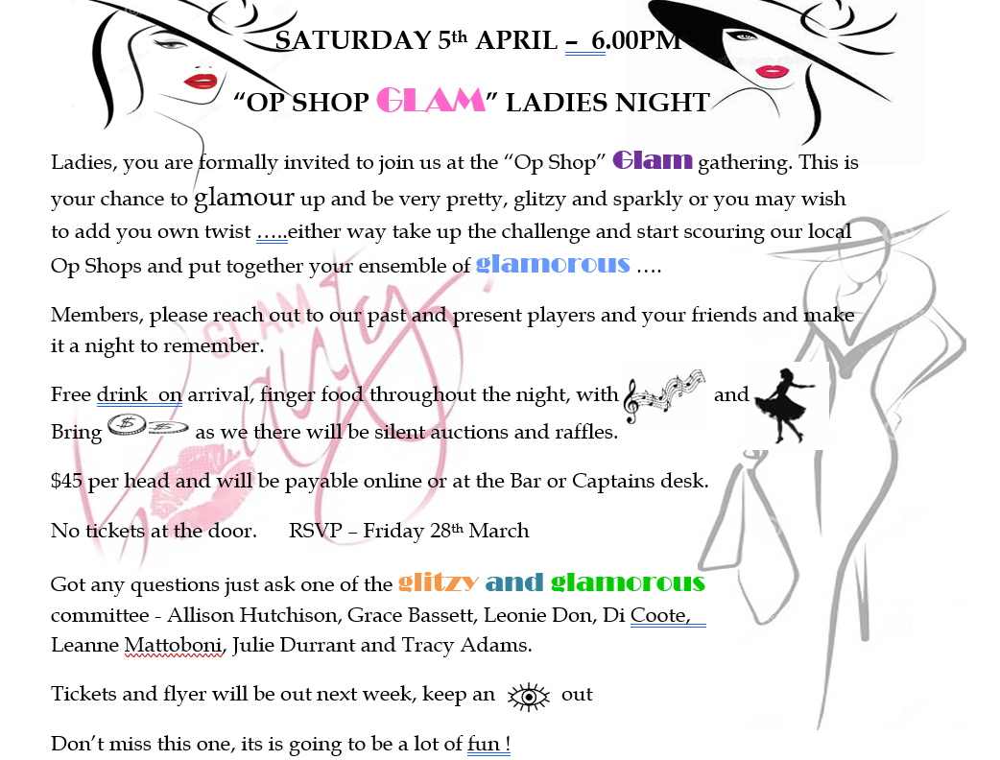 SATURDAY 5th APRIL – 6.00PM
“OP SHOP GLAM” LADIES NIGHT
Ladies, you are formally invited to join us at the “Op Shop” Glam gathering. This is
your chance to glamour up and be very pretty, glitzy and sparkly or you may wish
to add you own twist …..either way take up the challenge and start scouring our local
Op Shops and put together your ensemble of glamorous ….
GLAM
Members, please reach out to our past and present players and your friends and make
it a night to remember.
Free drink  on arrival, finger food throughout the night, with and
Bring as we there will be silent auctions and raffles.
$45 per head and will be payable online or at the Bar or Captains desk.
No tickets at the door. RSVP – Friday 28th March
Got any questions just ask one of the glitzy and glamorous
committee - Allison Hutchison, Grace Bassett, Leonie Don, Di Coote,
Leanne Mattoboni, Julie Durrant and Tracy Adams.
Tickets and flyer will be out next week, keep an out
Don’t miss this one, its is going to be a lot of fun !